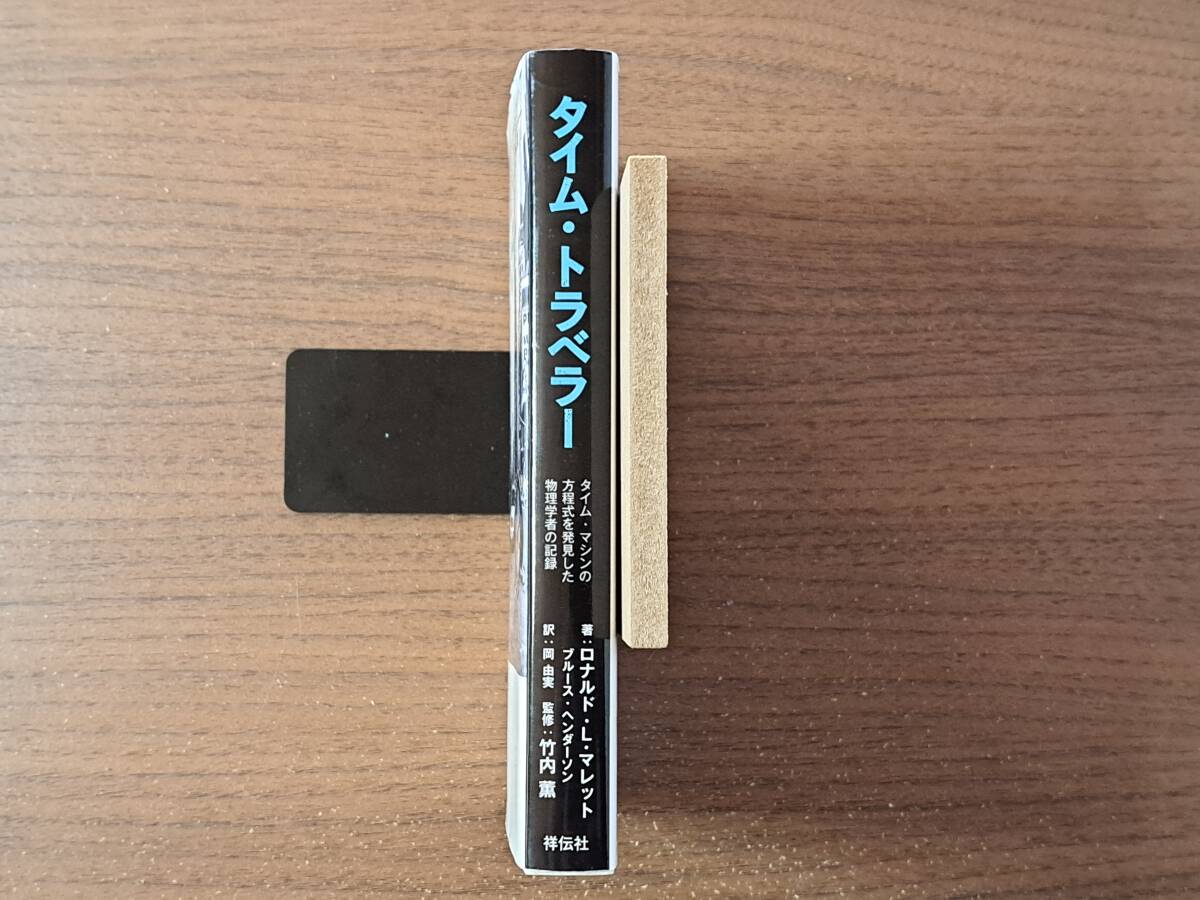 タイム・トラベラー
タイム・マシンの
方程式を発見した
物理学者の記録
著:ロナルド・L・マレット
ブルース・ヘンダーソン
訳:岡 由実 監修:竹内 薫
祥伝社